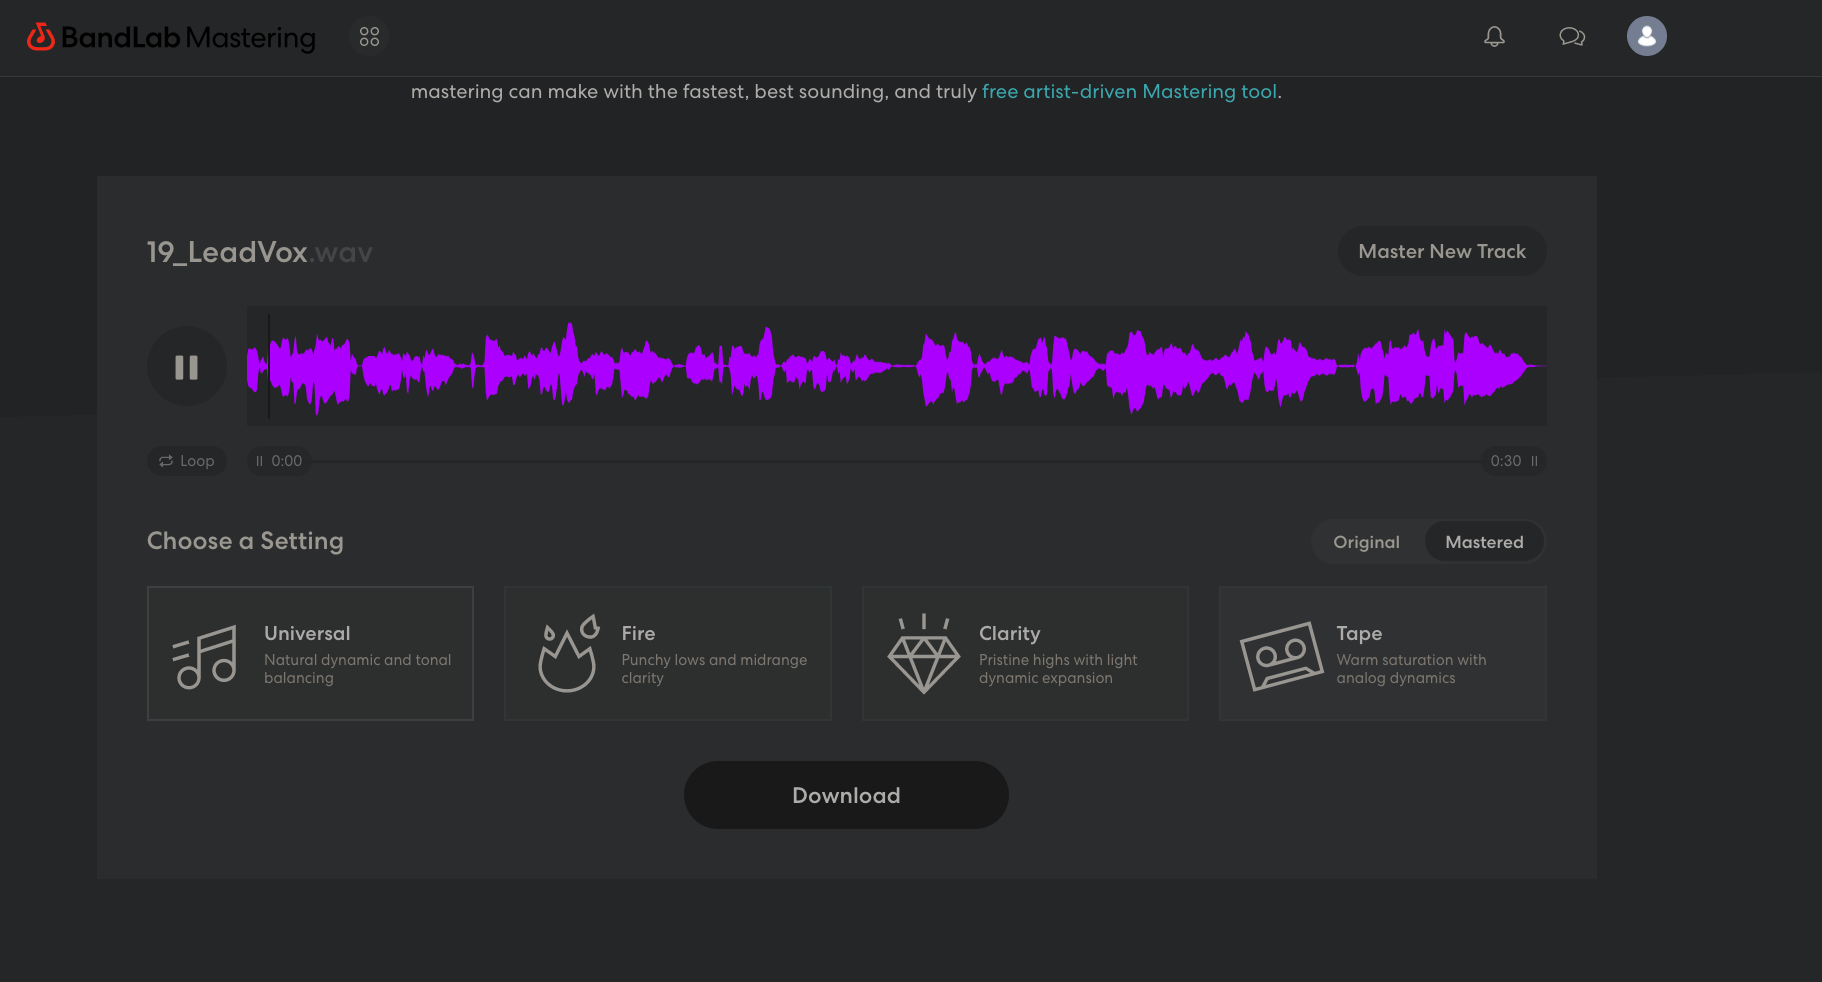 BandLab Mastering
mastering can make with the fastest, best sounding, and truly free artist-driven Mastering tool.
19_LeadVox.wav
Master New Track
Loop
0:00
0:30
Choose a Setting
Original
Mastered
Universal
Natural dynamic and tonal
balancing
Fire
Punchy lows and midrange
clarity
Clarity
Pristine highs with light
dynamic expansion
Tape
Warm saturation with
analog dynamics
Download